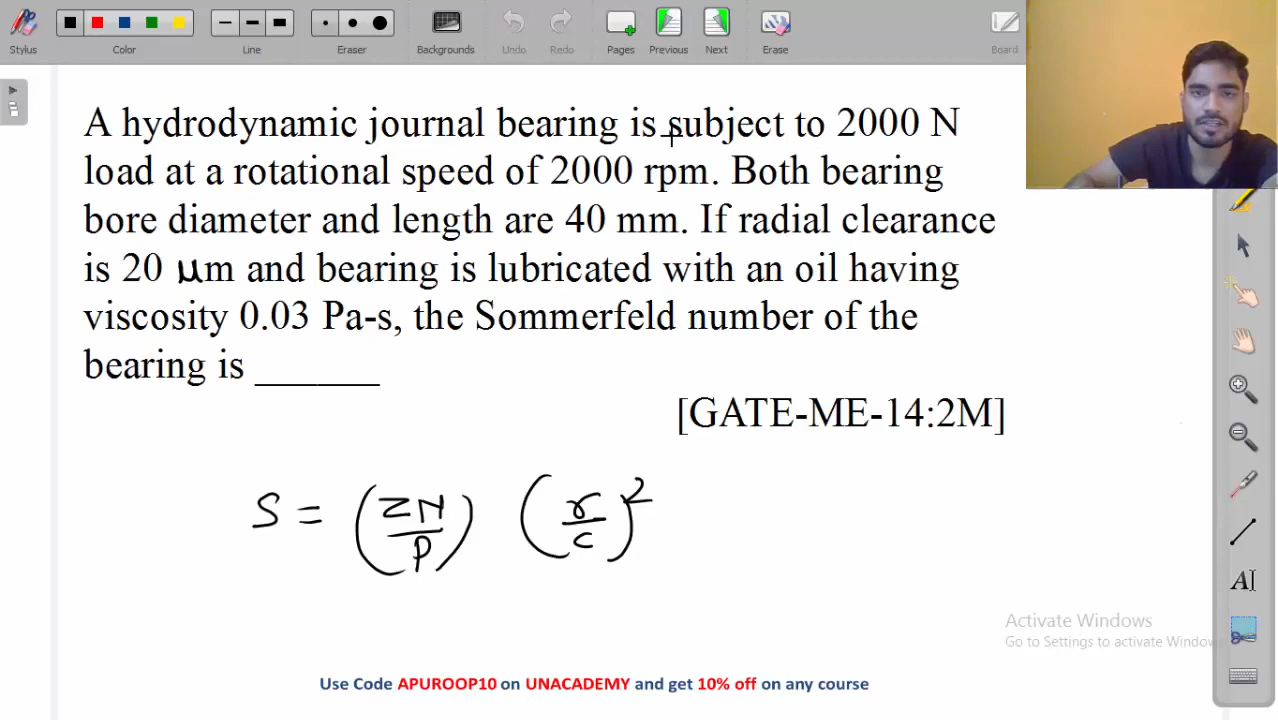 Stylus
Color
Line
Eraser
Backgrounds
Undo
Redo
Pages
Previous
Next
Erase
Board
A hydrodynamic journal bearing is subject to 2000 N
load at a rotational speed of 2000 rpm. Both bearing
bore diameter and length are 40 mm. If radial clearance
is 20 μm and bearing is lubricated with an oil having
viscosity 0.03 Pa-s, the Sommerfeld number of the
bearing is ______
[GATE-ME-14:2M]
S = (ZN/P) (r/c)²
Activate Windows
Go to Settings to activate Window
Use Code APUROOP10 on UNACADEMY and get 10% off on any course